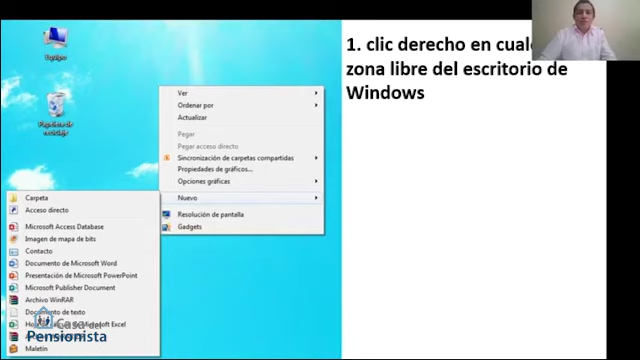 1. clic derecho en
zona libre del escritorio de
Windows
Equipo
Papelera de
reciclaje
Ver
Ordenar por
Actualizar
Pegar
Pegar acceso directo
Sincronización de carpetas compartidas
Propiedades de gráficos...
Opciones gráficas
Nuevo
Resolución de pantalla
Gadgets
Carpeta
Acceso directo
Microsoft Access Database
Imagen de mapa de bits
Contacto
Documento de Microsoft Word
Presentación de Microsoft PowerPoint
Microsoft Publisher Document
Archivo WinRAR
Documento de texto
Microsoft Excel
Casa del
Pensionista
Maletín